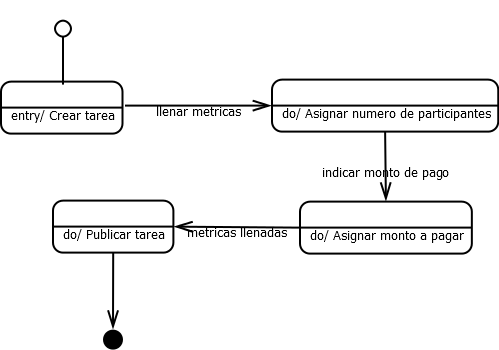 entry/ Crear tarea
llenar metricas
do/ Asignar numero de participantes
indicar monto de pago
do/ Asignar monto a pagar
metricas llenadas
do/ Publicar tarea